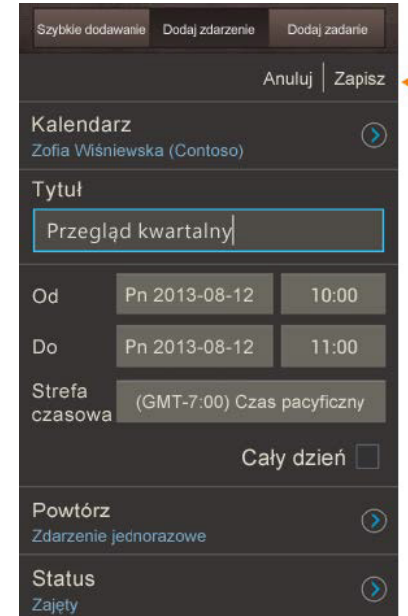 Szybkie dodawanie Dodaj zdarzenie Dodaj zadanie
Anuluj Zapisz
Kalendarz
Zofia Wiśniewska (Contoso)
Tytuł
Przegląd kwartalny
Od Pn 2013-08-12 10:00
Do Pn 2013-08-12 11:00
Strefa
czasowa (GMT-7:00) Czas pacyficzny
Cały dzień
Powtórz
Zdarzenie jednorazowe
Status
Zajęty